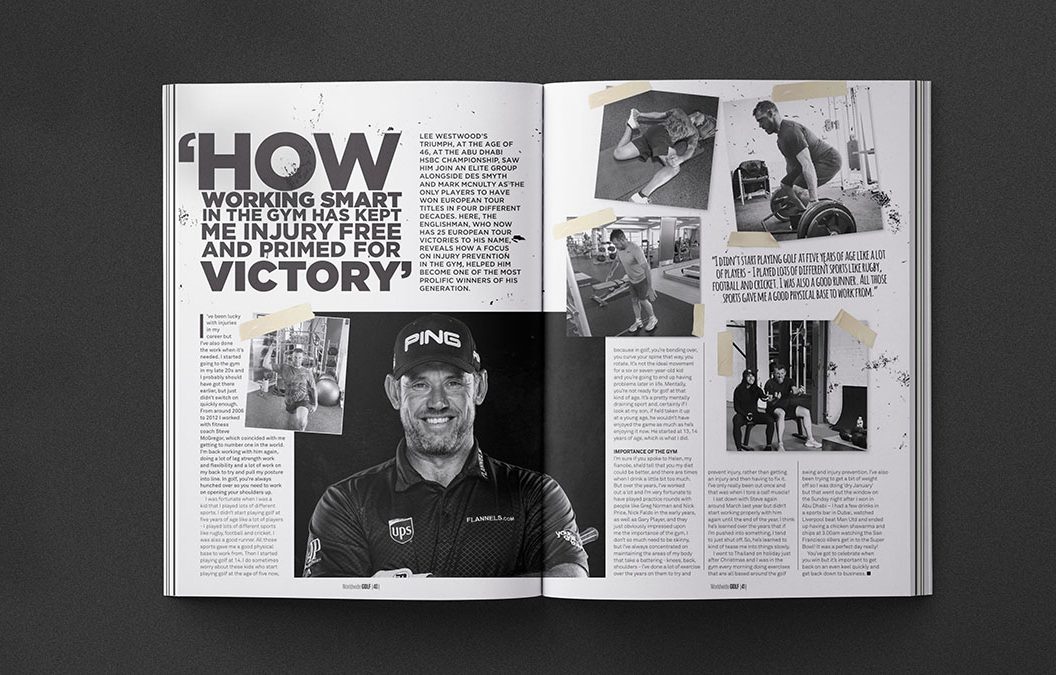 ‘HOW
WORKING SMART
IN THE GYM HAS KEPT
ME INJURY FREE
AND PRIMED FOR
VICTORY’
LEE WESTWOOD'S
TRIUMPH, AT THE AGE OF
46, AT THE ABU DHABI
HSBC CHAMPIONSHIP, SAW
HIM JOIN AN ELITE GROUP
ALONGSIDE DES SMYTH
AND MARK MCNULTY AS THE
ONLY PLAYERS TO HAVE
WON EUROPEAN TOUR
TITLES IN FOUR DIFFERENT
DECADES. HERE, THE
ENGLISHMAN, WHO NOW
HAS 25 EUROPEAN TOUR
VICTORIES TO HIS NAME,
REVEALS HOW A FOCUS
ON INJURY PREVENTION
IN THE GYM, HELPED HIM
BECOME ONE OF THE MOST
PROLIFIC WINNERS OF HIS
GENERATION.
I've been lucky
with injuries
in my
career but
I've also done
the work when it's
needed. I started
going to the gym
in my late 20s and
I probably should
have got there
earlier, but just
didn't switch on
quickly enough.
From around 2006
to 2012 I worked
with fitness
coach Steve
McGregor, which coincided with me
getting to number one in the world.
I'm back working with him again,
doing a lot of leg strength work
and flexibility and a lot of work on
my back to try and pull my posture
into line. In golf, you're always
hunched over so you need to work
on opening your shoulders up.
I was fortunate when I was a
kid that I played lots of different
sports. I didn't start playing golf at
five years of age like a lot of players
- I played lots of different sports
like rugby, football and cricket. I
was also a good runner. All those
sports gave me a good physical
base to work from. Then I started
playing golf at 14. I do sometimes
worry about these kids who start
playing golf at the age of five now,
PING
FLANNELS.COM
ups
Worldwide GOLF | 40 |
"I DIDN'T START PLAYING GOLF AT FIVE YEARS OF AGE LIKE A LOT
OF PLAYERS - I PLAYED LOTS OF DIFFERENT SPORTS LIKE RUGBY,
FOOTBALL AND CRICKET. I WAS ALSO A GOOD RUNNER. ALL THOSE
SPORTS GAVE ME A GOOD PHYSICAL BASE TO WORK FROM."
because in golf, you're bending over,
you curve your spine that way, you
rotate. It's not the ideal movement
for a six or seven-year-old kid
and you're going to end up having
problems later in life. Mentally,
you're not ready for golf at that
kind of age. It's a pretty mentally
draining sport and, certainly if I
look at my son, if he'd taken it up
at a young age, he wouldn't have
enjoyed the game as much as he's
enjoying it now. He started at 13, 14
years of age, which is what I did.
IMPORTANCE OF THE GYM
I'm sure if you spoke to Helen, my
fiancée, she'd tell that you my diet
could be better, and there are times
when I drink a little bit too much.
But over the years, I've worked
out a lot and I'm very fortunate to
have played practice rounds with
people like Greg Norman and Nick
Price, Nick Faldo in the early years,
as well as Gary Player, and they
just obviously impressed upon
me the importance of the gym. I
don't so much need to be skinny,
but I've always concentrated on
maintaining the areas of my body
that take a battering - knees, back,
shoulders - I've done a lot of exercise
over the years on them to try and
prevent injury, rather than getting
an injury and then having to fix it.
I've only really been out once and
that was when I tore a calf muscle!
I sat down with Steve again
around March last year but didn't
start working properly with him
again until the end of the year. I think
he's learned over the years that if
I'm pushed into something, I tend
to just shut off. So, he's learned to
kind of tease me into things slowly.
I went to Thailand on holiday just
after Christmas and I was in the
gym every morning doing exercises
that are all based around the golf
swing and injury prevention. I've also
been trying to get a bit of weight
off so I was doing 'dry January'
but that went out the window on
the Sunday night after I won in
Abu Dhabi - I had a few drinks in
a sports bar in Dubai, watched
Liverpool beat Man Utd and ended
up having a chicken shawarma and
chips at 3.00am watching the San
Francisco 49ers get in to the Super
Bowl! It was a perfect day really!
You've got to celebrate when
you win but it's important to get
back on an even keel quickly and
get back down to business.
Worldwide GOLF | 41 |